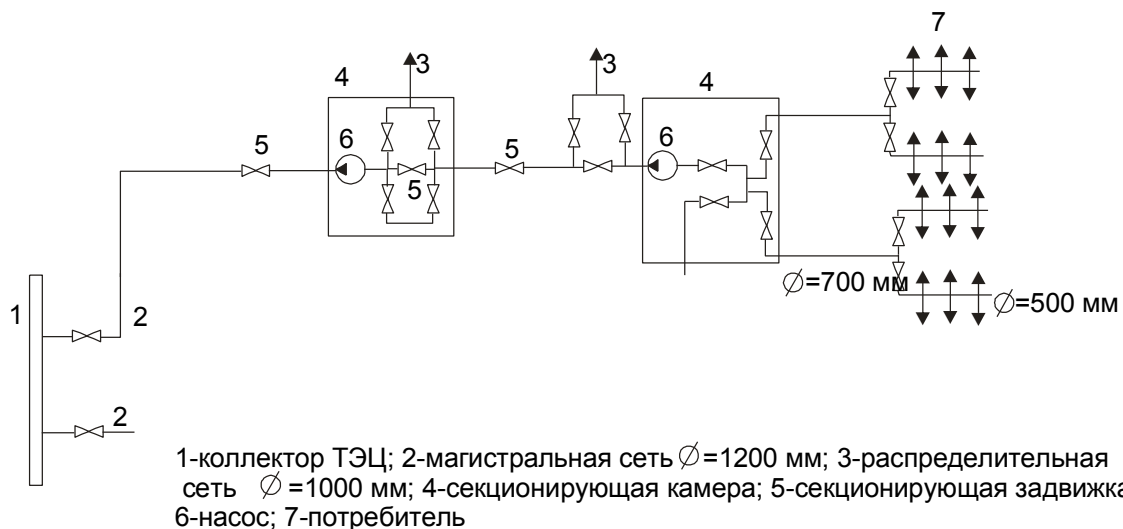 7
3
3
4
4
5
6
5
6
5
1
2
∅=700 мм
∅=500 мм
2
1-коллектор ТЭЦ; 2-магистральная сеть ∅=1200 мм; 3-распределительная
сеть ∅ =1000 мм; 4-секционирующая камера; 5-секционирующая задвижка
6-насос; 7-потребитель